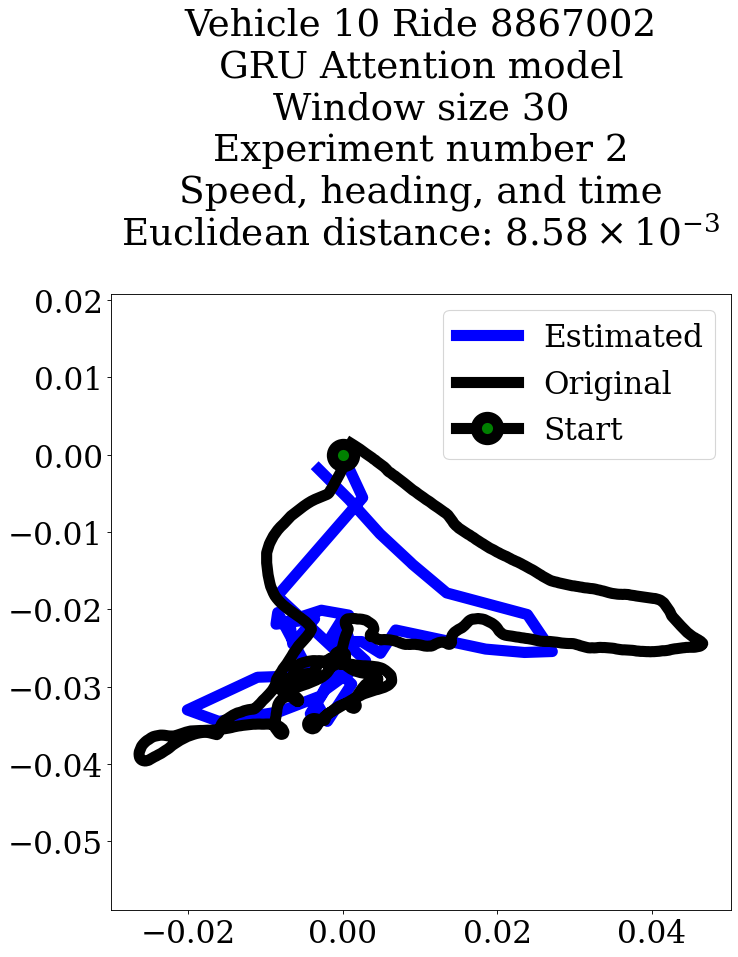 Vehicle 10 Ride 8867002
GRU Attention model
Window size 30
Experiment number 2
Speed, heading, and time
Euclidean distance: 8.58 × 10⁻³
0.02
0.01
0.00
−0.01
−0.02
−0.03
−0.04
−0.05
Estimated
Original
Start
−0.02 0.00 0.02 0.04